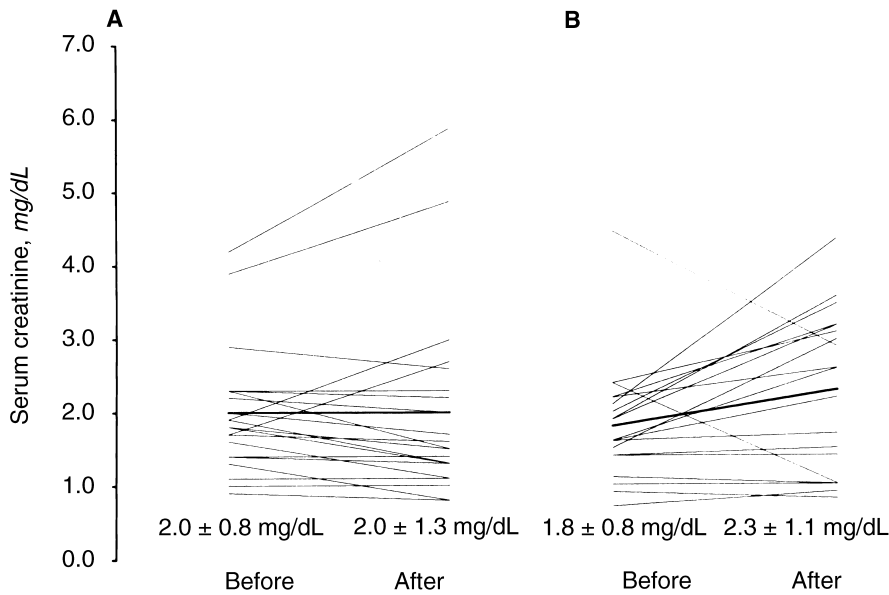 A
B
7.0
6.0
5.0
4.0
3.0
2.0
1.0
0.0
Serum creatinine, mg/dL
2.0 ± 0.8 mg/dL
2.0 ± 1.3 mg/dL
1.8 ± 0.8 mg/dL
2.3 ± 1.1 mg/dL
Before
After
Before
After